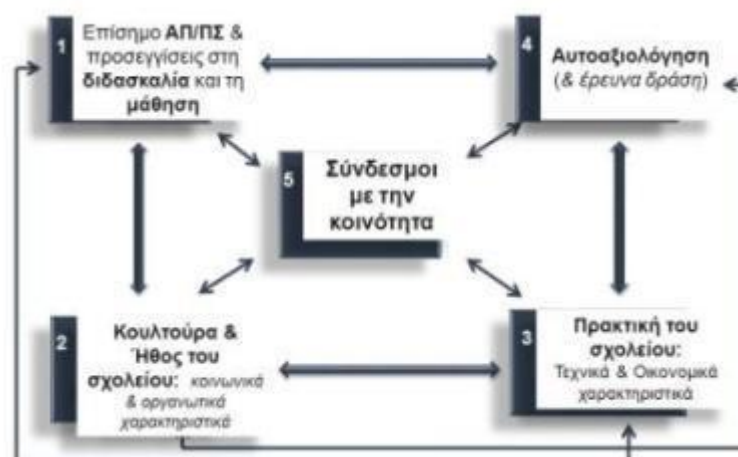 1
Επίσημο ΑΠ/ΠΣ &
προσεγγίσεις στη
διδασκαλία και τη
μάθηση
4
Αυτοαξιολόγηση
(& έρευνα δράση)
5
Σύνδεσμοι
με την
κοινότητα
2
Κουλτούρα &
Ήθος του
σχολείου: κοινωνικά
& οργανωτικά
χαρακτηριστικά
3
Πρακτική του
σχολείου:
Τεχνικά & Οικονομικά
χαρακτηριστικά